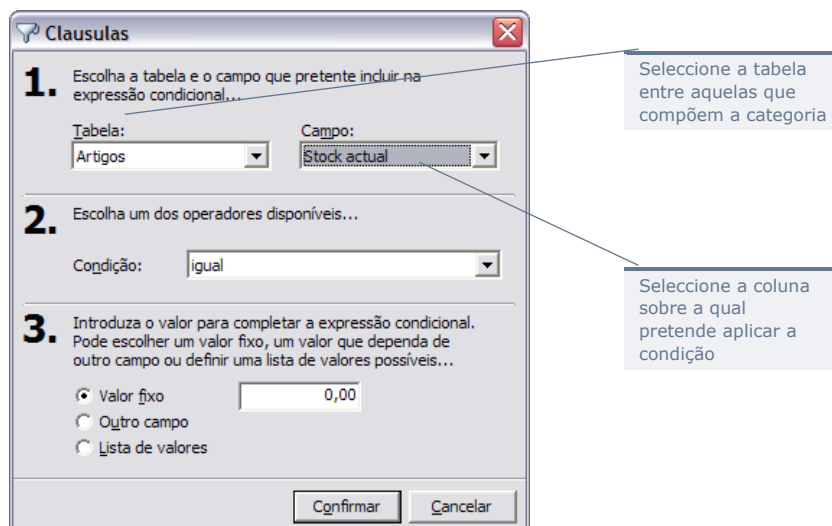 Clausulas
1. Escolha a tabela e o campo que pretente incluir na
expressão condicional...
Tabela:
Campo:
Artigos
Stock actual
2. Escolha um dos operadores disponíveis...
Condição:
igual
3. Introduza o valor para completar a expressão condicional.
Pode escolher um valor fixo, um valor que dependa de
outro campo ou definir uma lista de valores possíveis...
Valor fixo
0,00
Outro campo
Lista de valores
Confirmar
Cancelar
Seleccione a tabela
entre aquelas que
compõem a categoria
Seleccione a coluna
sobre a qual
pretende aplicar a
condição